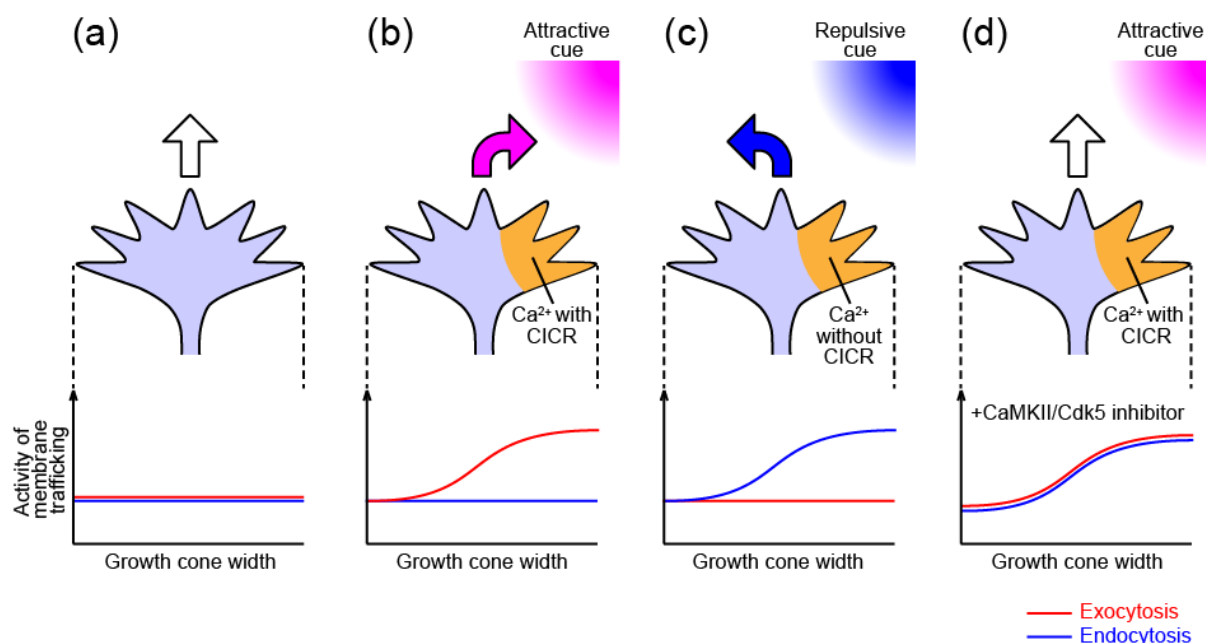 (a)
(b)
Attractive
cue
(c)
Repulsive
cue
(d)
Attractive
cue
Ca²⁺ with
CICR
Ca²⁺
without
CICR
Ca²⁺ with
CICR
Activity of
membrane
trafficking
+CaMKII/Cdk5 inhibitor
Growth cone width
Growth cone width
Growth cone width
Growth cone width
Exocytosis
Endocytosis